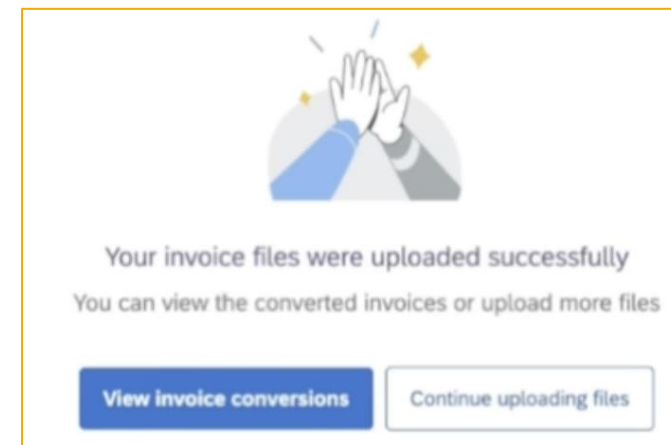 Your invoice files were uploaded successfully
You can view the converted invoices or upload more files
View invoice conversions
Continue uploading files